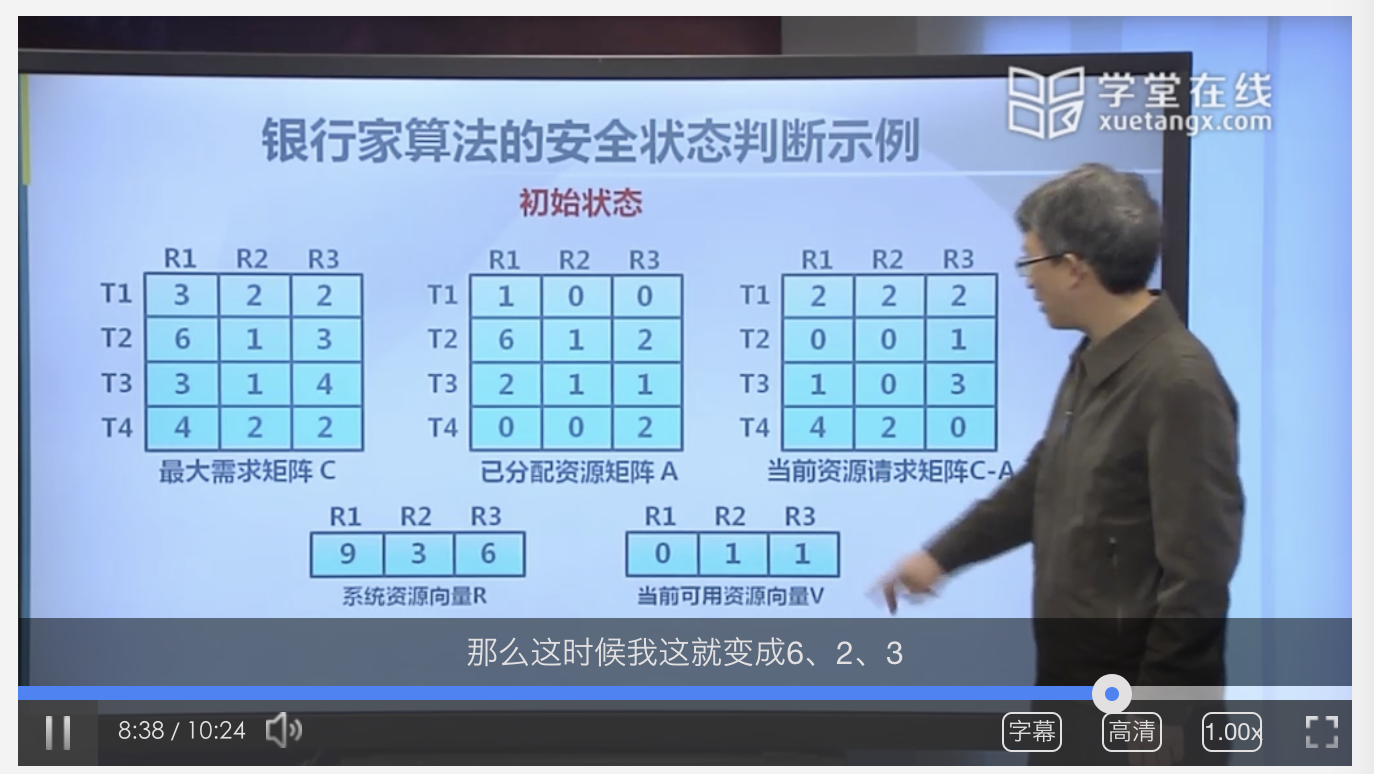 学堂在线
xuetangx.com
银行家算法的安全状态判断示例
初始状态
R1 R2 R3
T1 3 2 2
T2 6 1 3
T3 3 1 4
T4 4 2 2
最大需求矩阵 C
R1 R2 R3
T1 1 0 0
T2 6 1 2
T3 2 1 1
T4 0 0 2
已分配资源矩阵 A
R1 R2 R3
T1 2 2 2
T2 0 0 1
T3 1 0 3
T4 4 2 0
当前资源请求矩阵C-A
R1 R2 R3
9 3 6
系统资源向量R
R1 R2 R3
0 1 1
当前可用资源向量V
那么这时候我这就变成6、2、3
8:38 / 10:24
字幕
高清
1.00x